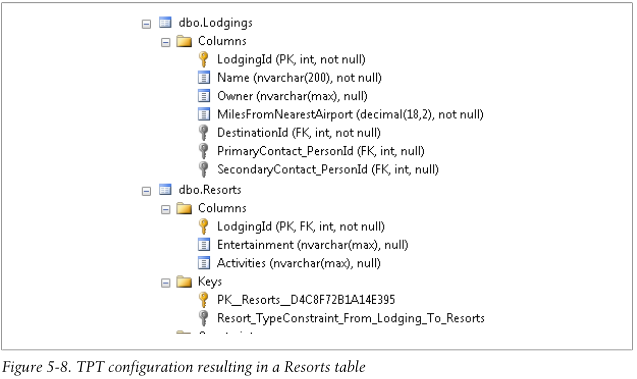 dbo.Lodgings
Columns
LodgingId (PK, int, not null)
Name (nvarchar(200), not null)
Owner (nvarchar(max), null)
MilesFromNearestAirport (decimal(18,2), not null)
DestinationId (FK, int, not null)
PrimaryContact_PersonId (FK, int, null)
SecondaryContact_PersonId (FK, int, null)
dbo.Resorts
Columns
LodgingId (PK, FK, int, not null)
Entertainment (nvarchar(max), null)
Activities (nvarchar(max), null)
Keys
PK__Resorts__D4C8F72B1A14E395
Resort_TypeConstraint_From_Lodging_To_Resorts
Figure 5-8. TPT configuration resulting in a Resorts table